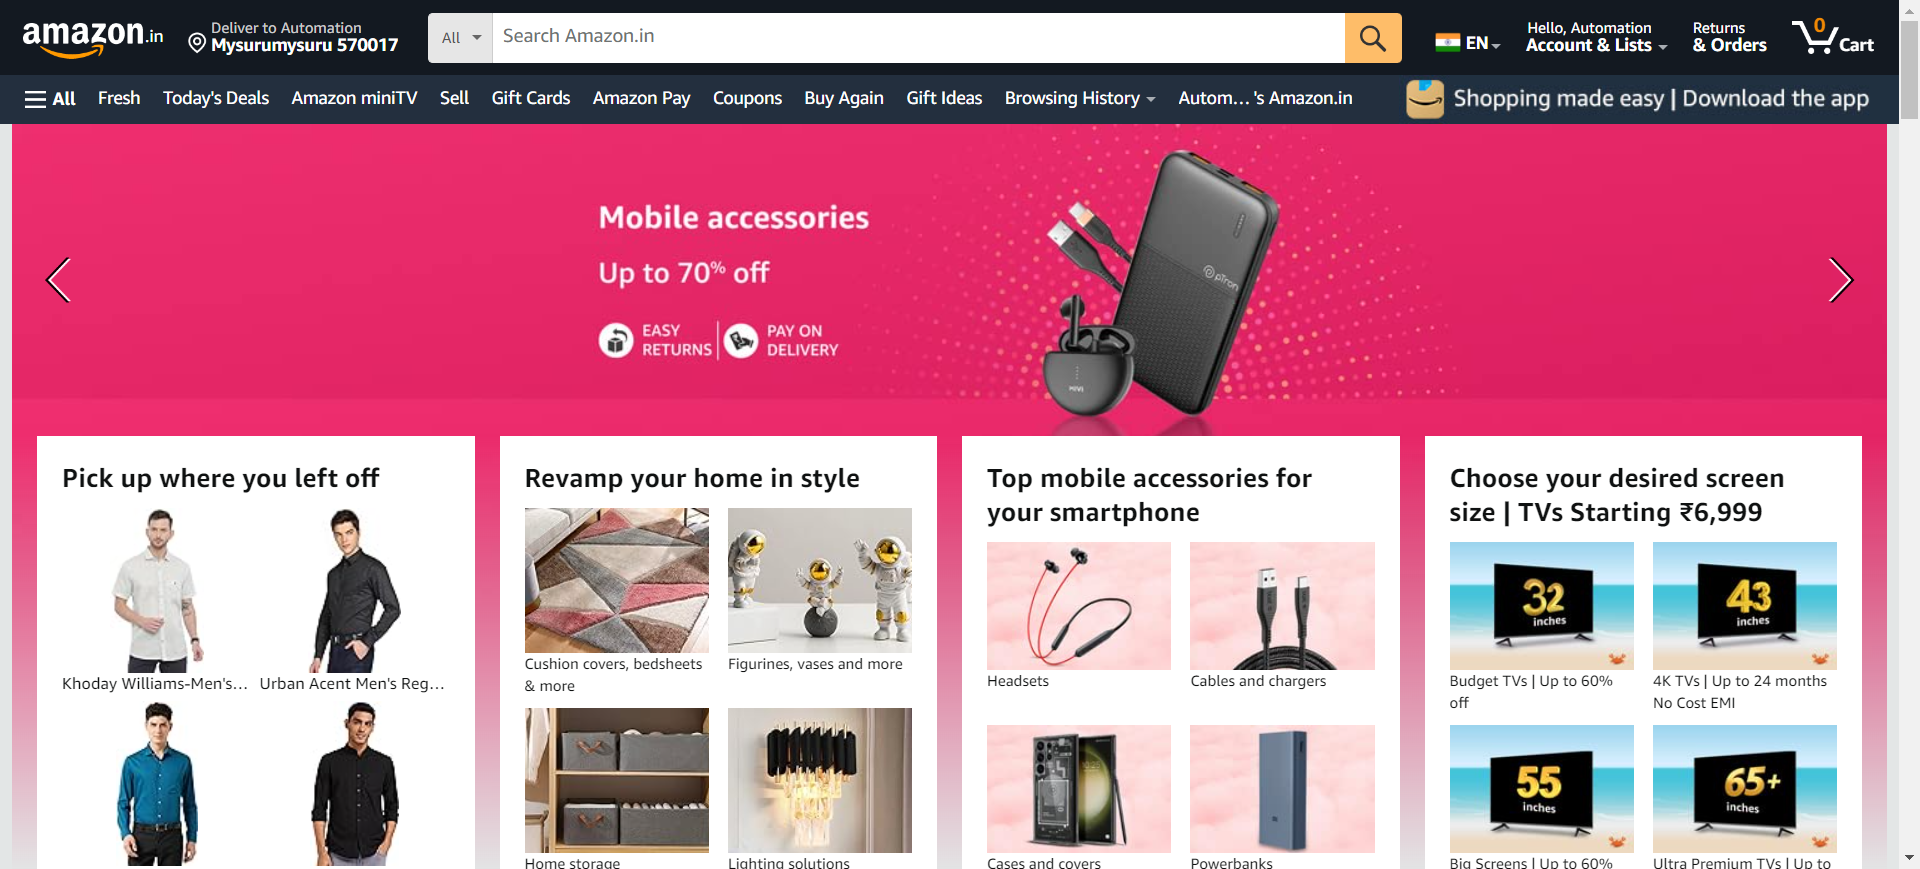 amazon.in
Deliver to Automation
Mysurumysuru 570017
All
Search Amazon.in
EN
Hello, Automation
Account & Lists
Returns
& Orders
0
Cart
All
Fresh
Today's Deals
Amazon miniTV
Sell
Gift Cards
Amazon Pay
Coupons
Buy Again
Gift Ideas
Browsing History
Autom... 's Amazon.in
Shopping made easy | Download the app
Mobile accessories
Up to 70% off
EASY
RETURNS
PAY ON
DELIVERY
pTron
MIVI
Pick up where you left off
Khoday Williams-Men's...
Urban Acent Men's Reg...
Revamp your home in style
Cushion covers, bedsheets
& more
Figurines, vases and more
Home storage
Lighting solutions
Top mobile accessories for
your smartphone
Headsets
Cables and chargers
Cases and covers
Powerbanks
Choose your desired screen
size | TVs Starting ₹6,999
32
inches
Budget TVs | Up to 60%
off
43
inches
4K TVs | Up to 24 months
No Cost EMI
55
inches
Big Screens | Up to 60%
65+
inches
Ultra Premium TVs | Up to